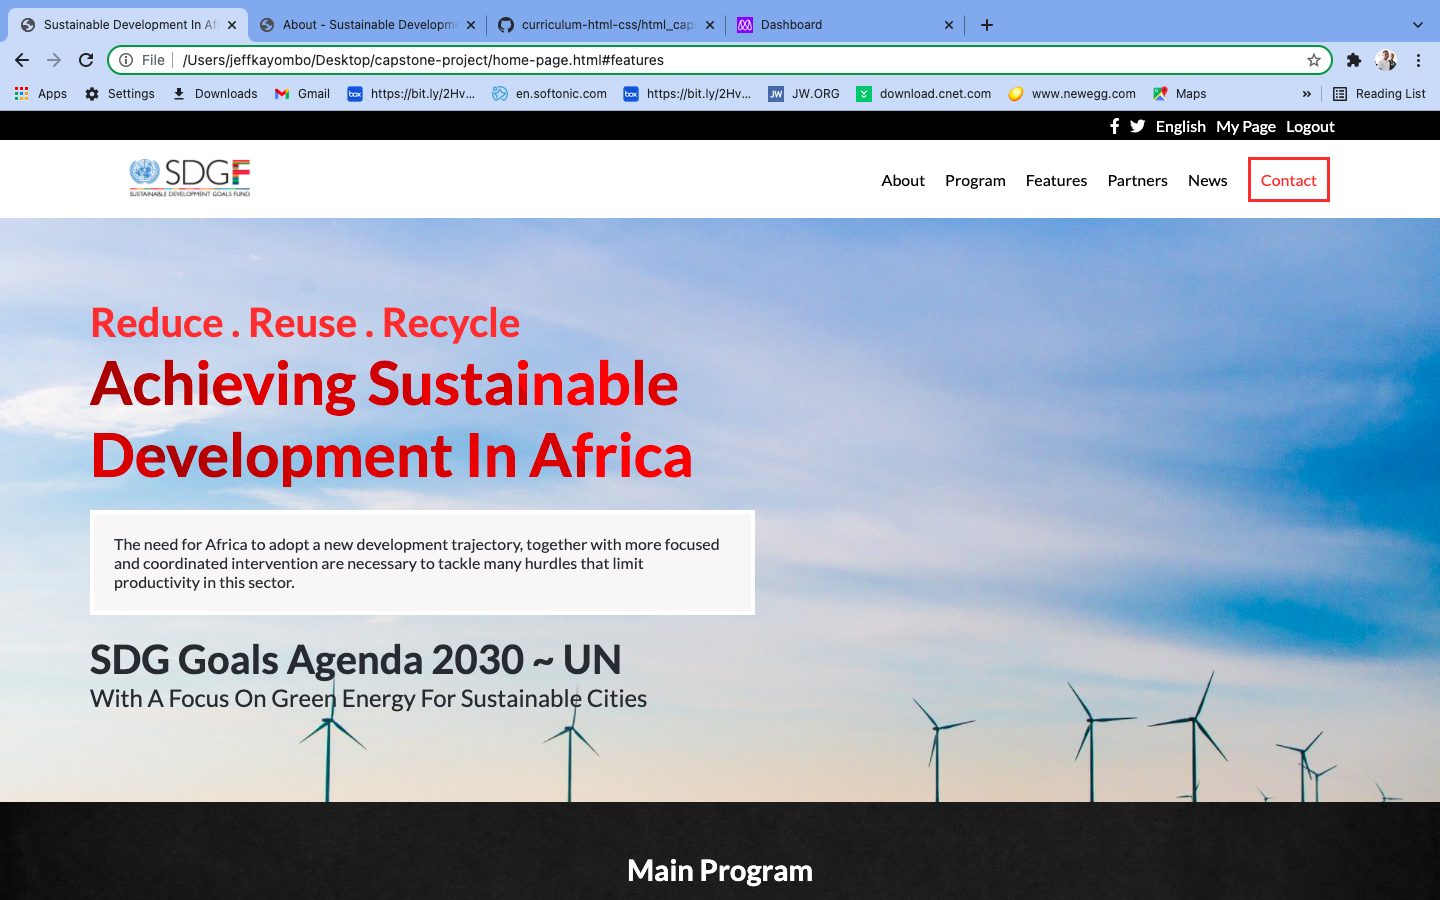 Sustainable Development In Af
About - Sustainable Developm
curriculum-html-css/html_cap
Dashboard
File
/Users/jeffkayombo/Desktop/capstone-project/home-page.html#features
Apps
Settings
Downloads
Gmail
box
https://bit.ly/2Hv...
en.softonic.com
box
https://bit.ly/2Hv...
JW
JW.ORG
download.cnet.com
www.newegg.com
Maps
»
Reading List
English My Page Logout
SDGF
SUSTAINABLE DEVELOPMENT GOALS FUND
About Program Features Partners News Contact
Reduce . Reuse . Recycle
Achieving Sustainable
Development In Africa
The need for Africa to adopt a new development trajectory, together with more focused
and coordinated intervention are necessary to tackle many hurdles that limit
productivity in this sector.
SDG Goals Agenda 2030 ~ UN
With A Focus On Green Energy For Sustainable Cities
Main Program